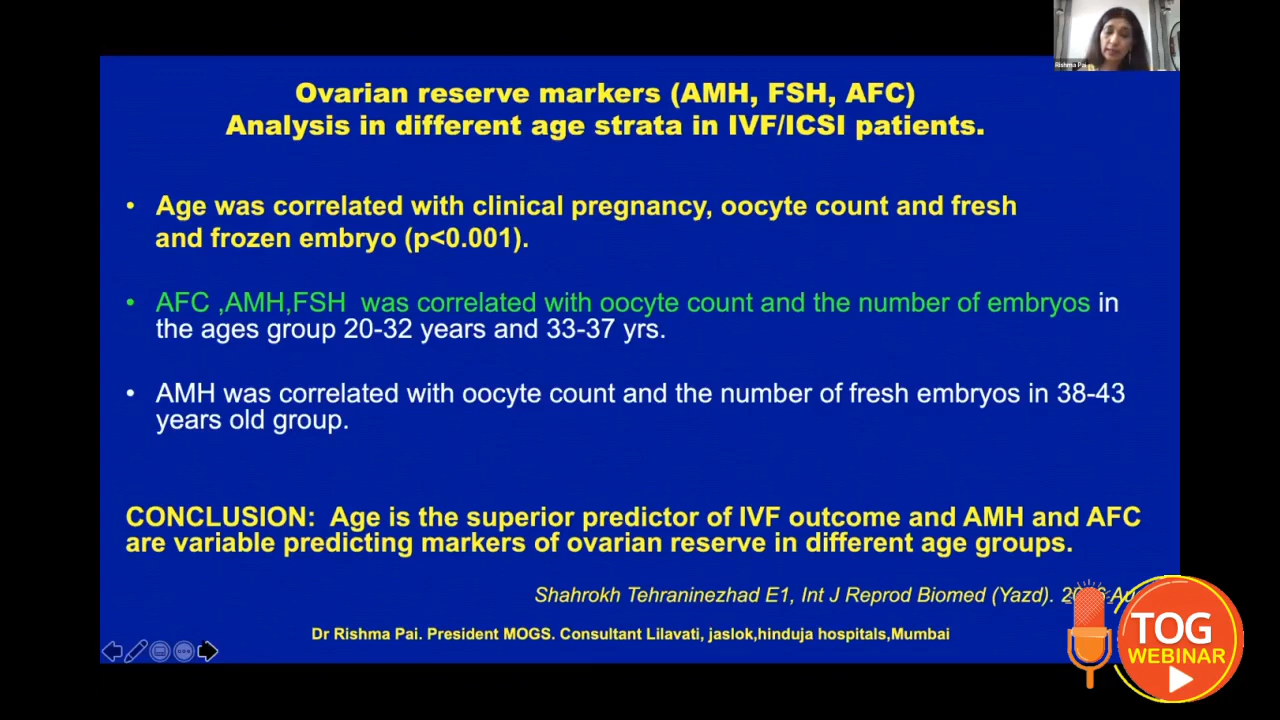 Rishma Pai
Ovarian reserve markers (AMH, FSH, AFC)
Analysis in different age strata in IVF/ICSI patients.
• Age was correlated with clinical pregnancy, oocyte count and fresh
and frozen embryo (p<0.001).
• AFC ,AMH,FSH was correlated with oocyte count and the number of embryos in
the ages group 20-32 years and 33-37 yrs.
• AMH was correlated with oocyte count and the number of fresh embryos in 38-43
years old group.
CONCLUSION: Age is the superior predictor of IVF outcome and AMH and AFC
are variable predicting markers of ovarian reserve in different age groups.
Shahrokh Tehraninezhad E1, Int J Reprod Biomed (Yazd).
Dr Rishma Pai. President MOGS. Consultant Lilavati, jaslok,hinduja hospitals,Mumbai
TOG
WEBINAR